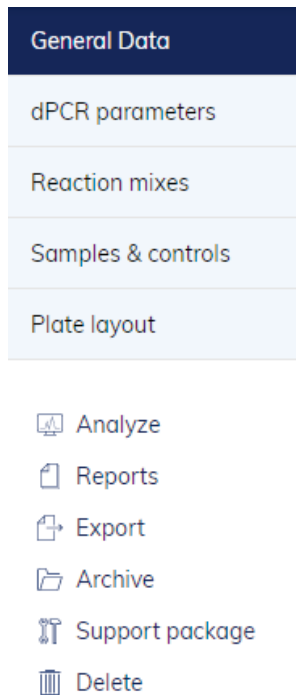 General Data
dPCR parameters
Reaction mixes
Samples & controls
Plate layout
Analyze
Reports
Export
Archive
Support package
Delete